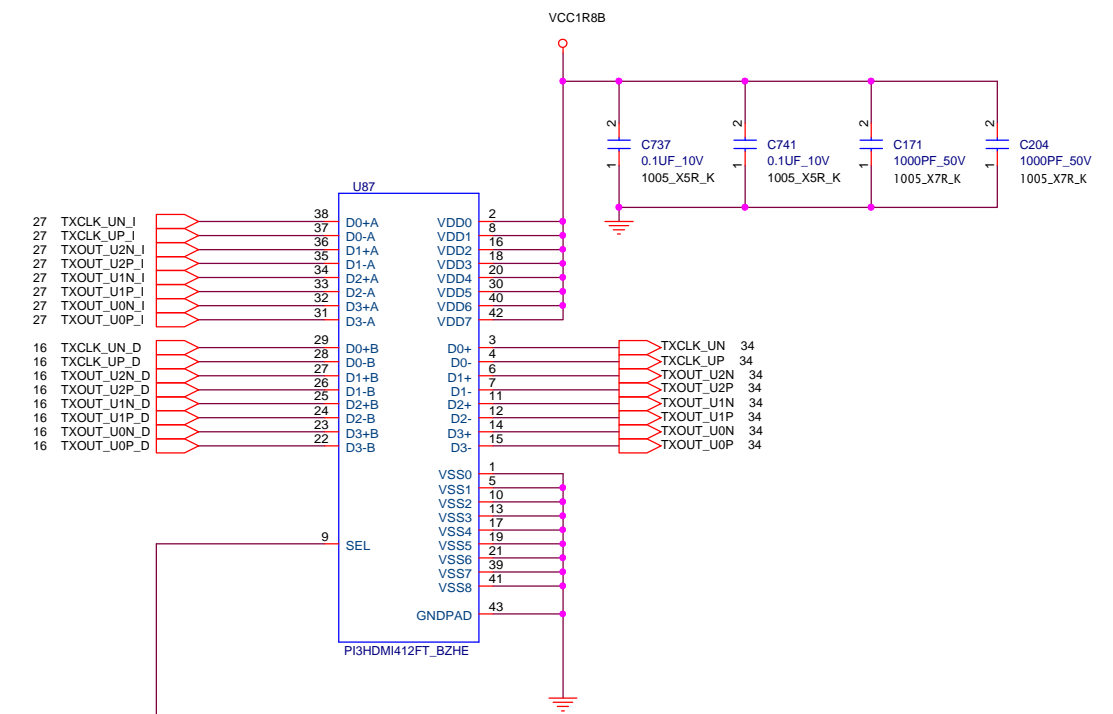 VCC1R8B
2 2 2 2
C737 C741 C171 C204
0.1UF_10V 0.1UF_10V 1000PF_50V 1000PF_50V
1 1 1 1
1005_X5R_K 1005_X5R_K 1005_X7R_K 1005_X7R_K
U87
27 TXCLK_UN_I 38 D0+A VDD0 2
27 TXCLK_UP_I 37 D0-A VDD1 8
27 TXOUT_U2N_I 36 D1+A VDD2 16
27 TXOUT_U2P_I 35 D1-A VDD3 18
27 TXOUT_U1N_I 34 D2+A VDD4 20
27 TXOUT_U1P_I 33 D2-A VDD5 30
27 TXOUT_U0N_I 32 D3+A VDD6 40
27 TXOUT_U0P_I 31 D3-A VDD7 42
16 TXCLK_UN_D 29 D0+B D0+ 3 TXCLK_UN 34
16 TXCLK_UP_D 28 D0-B D0- 4 TXCLK_UP 34
16 TXOUT_U2N_D 27 D1+B D1+ 6 TXOUT_U2N 34
16 TXOUT_U2P_D 26 D1-B D1- 7 TXOUT_U2P 34
16 TXOUT_U1N_D 25 D2+B D2+ 11 TXOUT_U1N 34
16 TXOUT_U1P_D 24 D2-B D2- 12 TXOUT_U1P 34
16 TXOUT_U0N_D 23 D3+B D3+ 14 TXOUT_U0N 34
16 TXOUT_U0P_D 22 D3-B D3- 15 TXOUT_U0P 34
VSS0 1
VSS1 5
VSS2 10
VSS3 13
VSS4 17
9 SEL VSS5 19
VSS6 21
VSS7 39
VSS8 41
GNDPAD 43
PI3HDMI412FT_BZHE